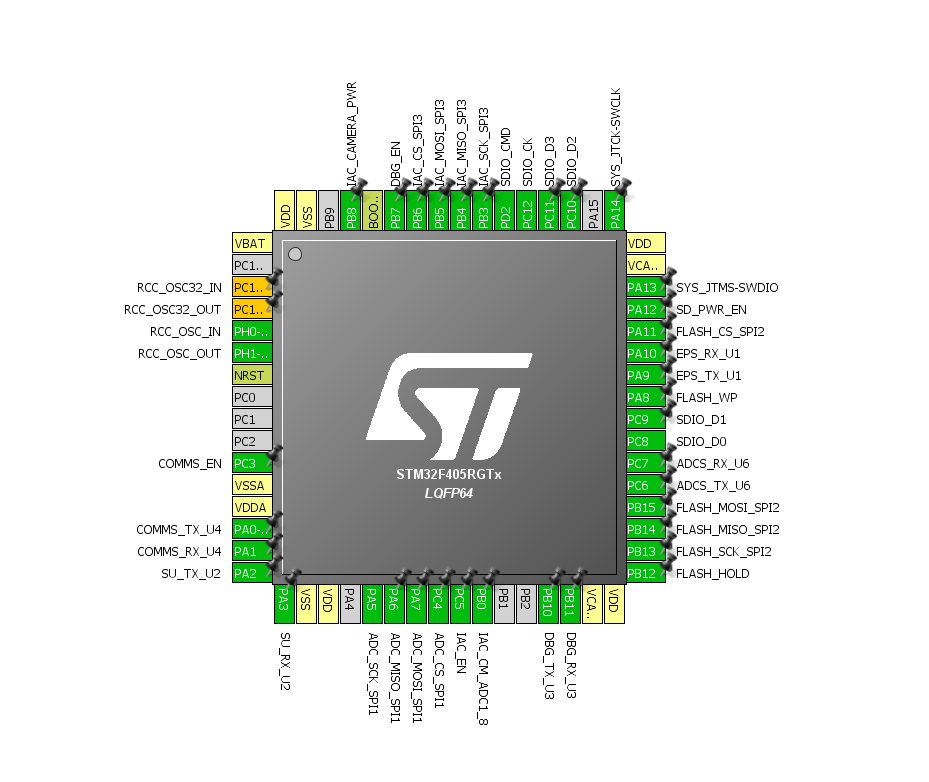 IAC_CAMERA_PWR
DBG_EN
IAC_CS_SPI3
IAC_MOSI_SPI3
IAC_MISO_SPI3
IAC_SCK_SPI3
SDIO_CMD
SDIO_CK
SDIO_D3
SDIO_D2
SYS_JTCK-SWCLK
VDD
VSS
PB9
PB8
BOO..
PB7
PB6
PB5
PB4
PB3
PD2
PC12
PC11
PC10
PA15
PA14
VBAT
PC1..
RCC_OSC32_IN PC1..
RCC_OSC32_OUT PC1..
RCC_OSC_IN PH0-..
RCC_OSC_OUT PH1-..
NRST
PC0
PC1
PC2
COMMS_EN PC3
VSSA
VDDA
COMMS_TX_U4 PA0-..
COMMS_RX_U4 PA1
SU_TX_U2 PA2
ST
STM32F405RGTx
LQFP64
VDD
VCA..
PA13 SYS_JTMS-SWDIO
PA12 SD_PWR_EN
PA11 FLASH_CS_SPI2
PA10 EPS_RX_U1
PA9 EPS_TX_U1
PA8 FLASH_WP
PC9 SDIO_D1
PC8 SDIO_D0
PC7 ADCS_RX_U6
PC6 ADCS_TX_U6
PB15 FLASH_MOSI_SPI2
PB14 FLASH_MISO_SPI2
PB13 FLASH_SCK_SPI2
PB12 FLASH_HOLD
PA3
VSS
VDD
PA4
PA5
PA6
PA7
PC4
PC5
PB0
PB1
PB2
PB10
PB11
VCA..
VDD
SU_RX_U2
ADC_SCK_SPI1
ADC_MISO_SPI1
ADC_MOSI_SPI1
ADC_CS_SPI1
IAC_EN
IAC_CM_ADC1_8
DBG_TX_U3
DBG_RX_U3